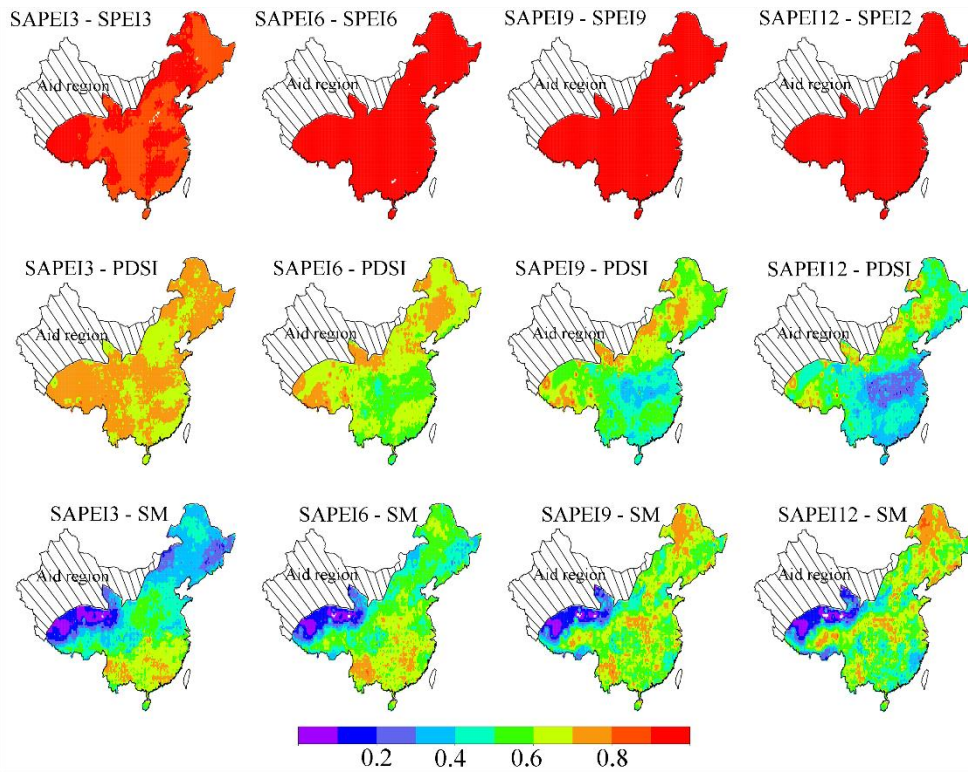 SAPEI3 - SPEI3 SAPEI6 - SPEI6 SAPEI9 - SPEI9 SAPEI12 - SPEI2
Aid region Aid region Aid region Aid region
SAPEI3 - PDSI SAPEI6 - PDSI SAPEI9 - PDSI SAPEI12 - PDSI
Aid region Aid region Aid region Aid region
SAPEI3 - SM SAPEI6 - SM SAPEI9 - SM SAPEI12 - SM
Aid region Aid region Aid region Aid region
0.2 0.4 0.6 0.8